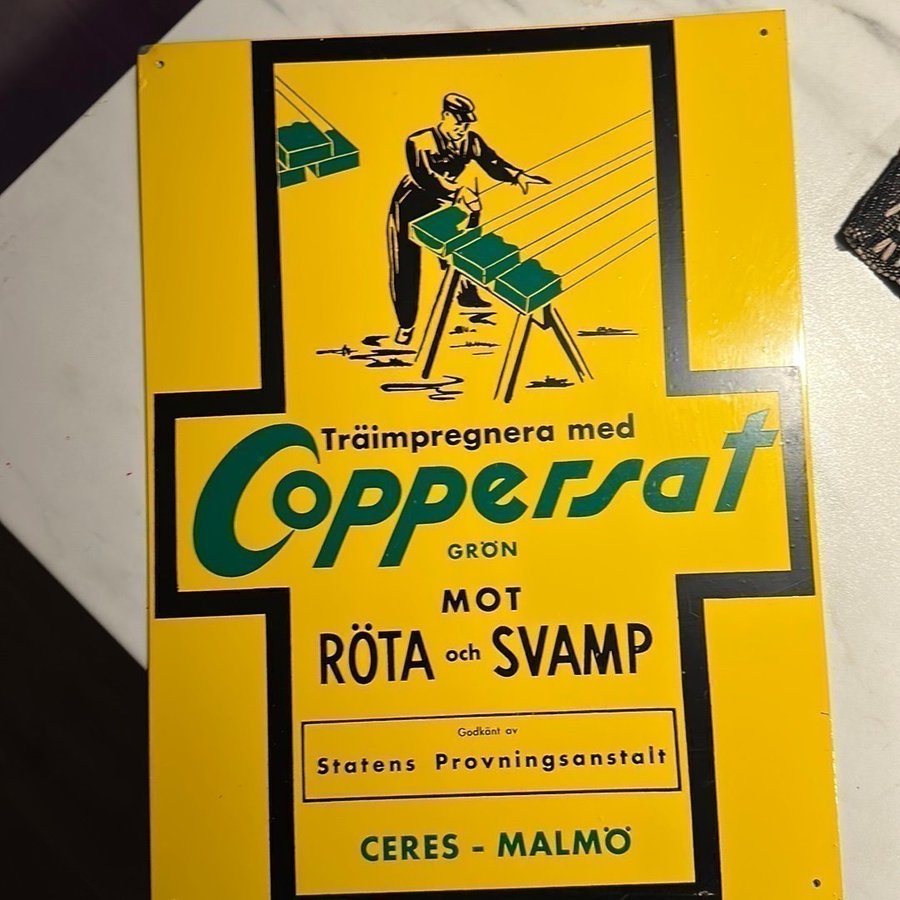 Träimpregnera med
Coppersat
GRÖN
MOT
RÖTA och SVAMP
Godkänt av
Statens Provningsanstalt
CERES - MALMÖ